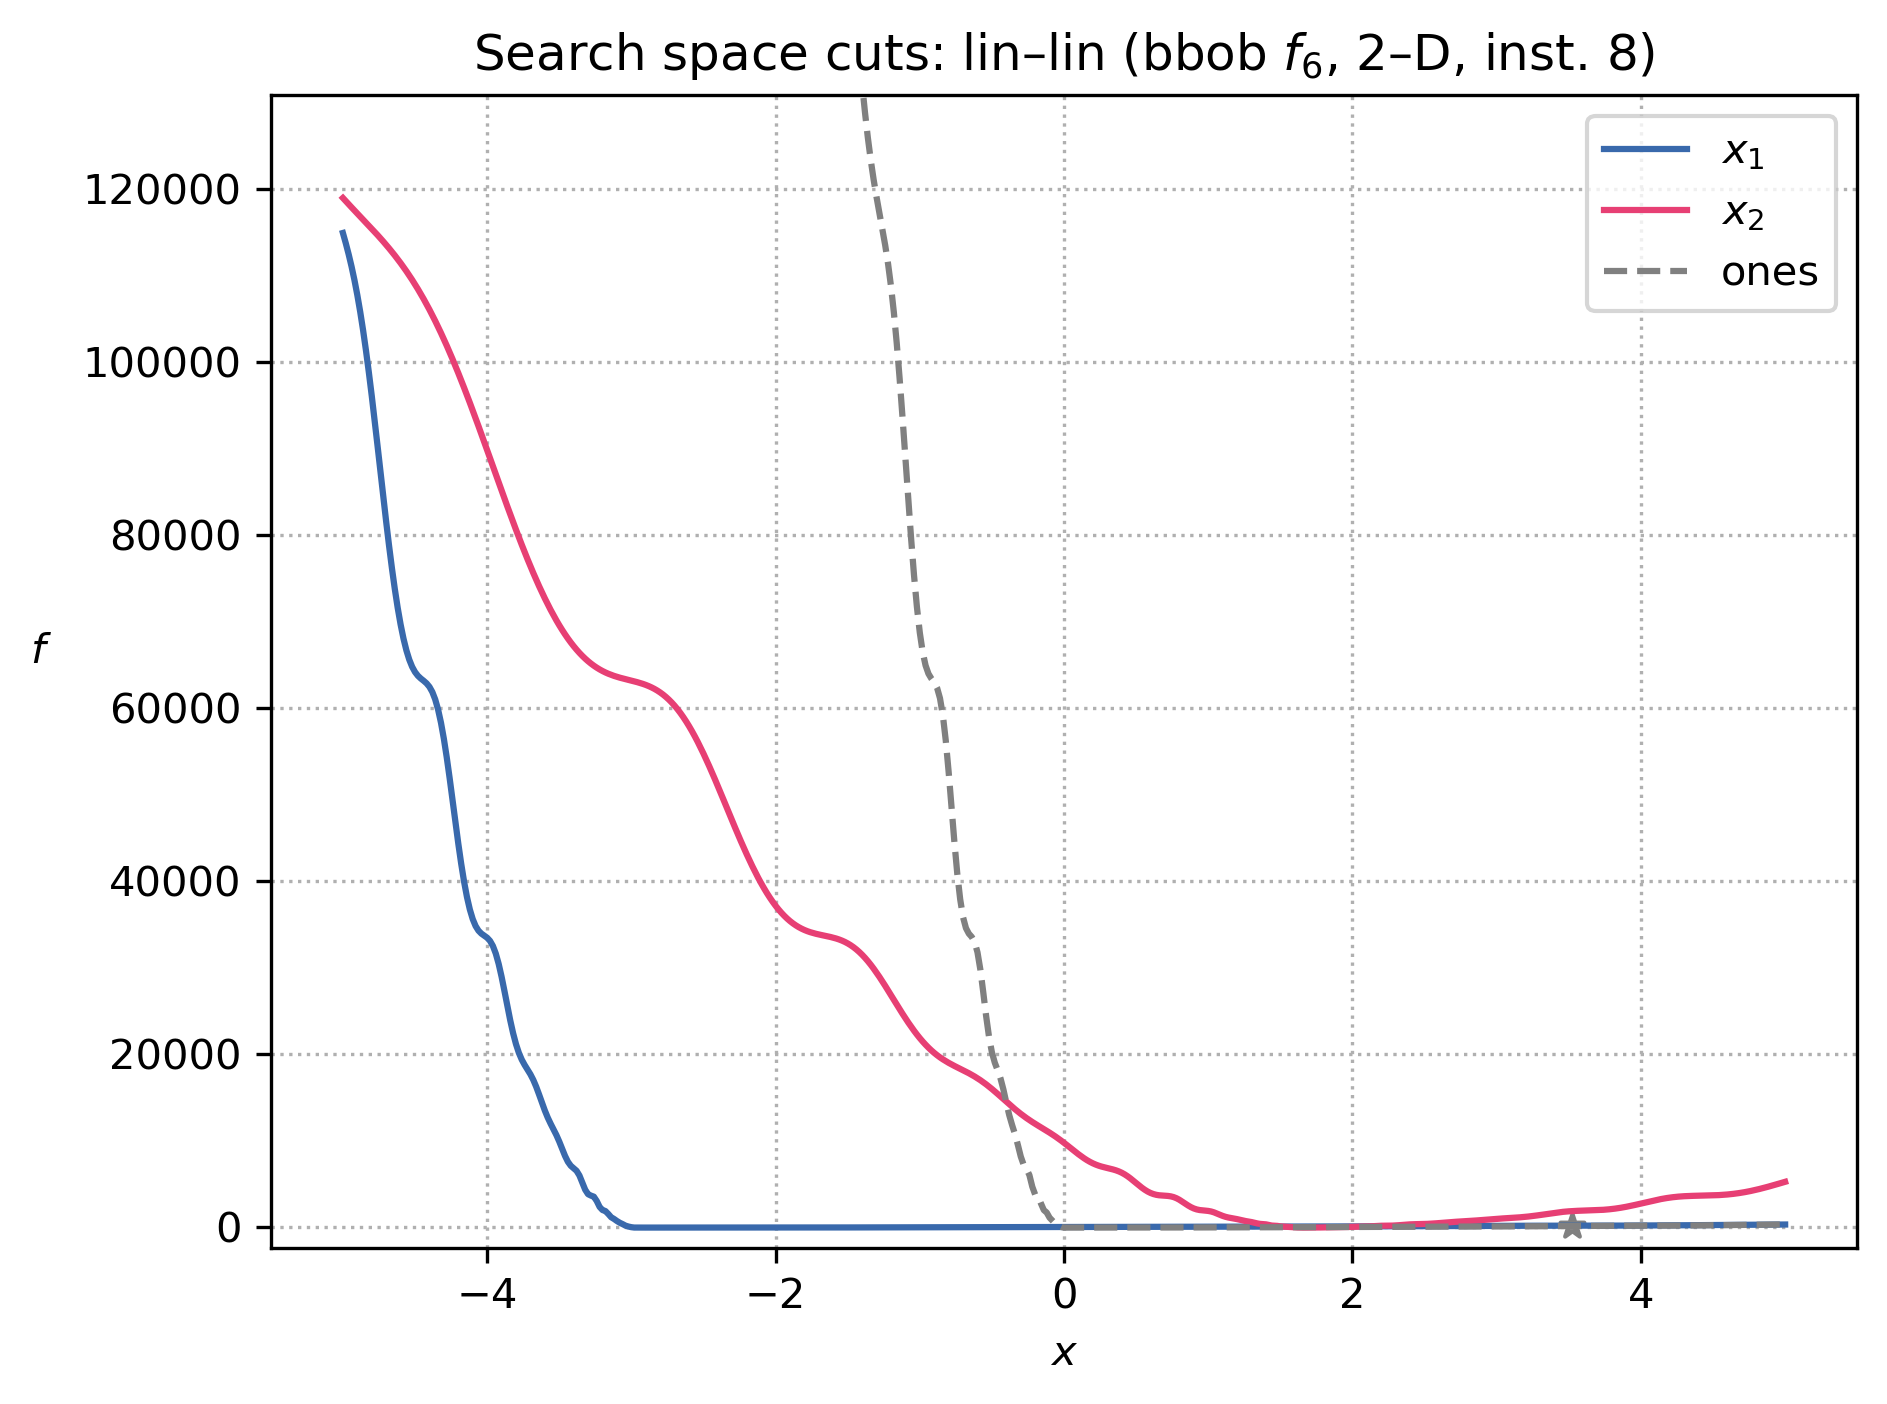 Search space cuts: lin–lin (bbob f₆, 2–D, inst. 8)
x₁
x₂
ones
120000
100000
80000
60000
40000
20000
0
f
−4
−2
0
2
4
x